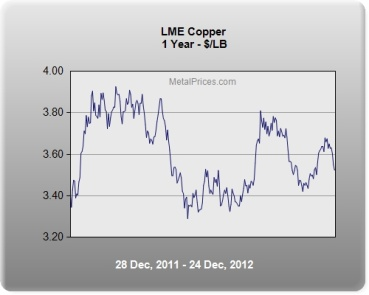 LME Copper
1 Year - $/LB
MetalPrices.com
4.00
3.80
3.60
3.40
3.20
28 Dec, 2011 - 24 Dec, 2012